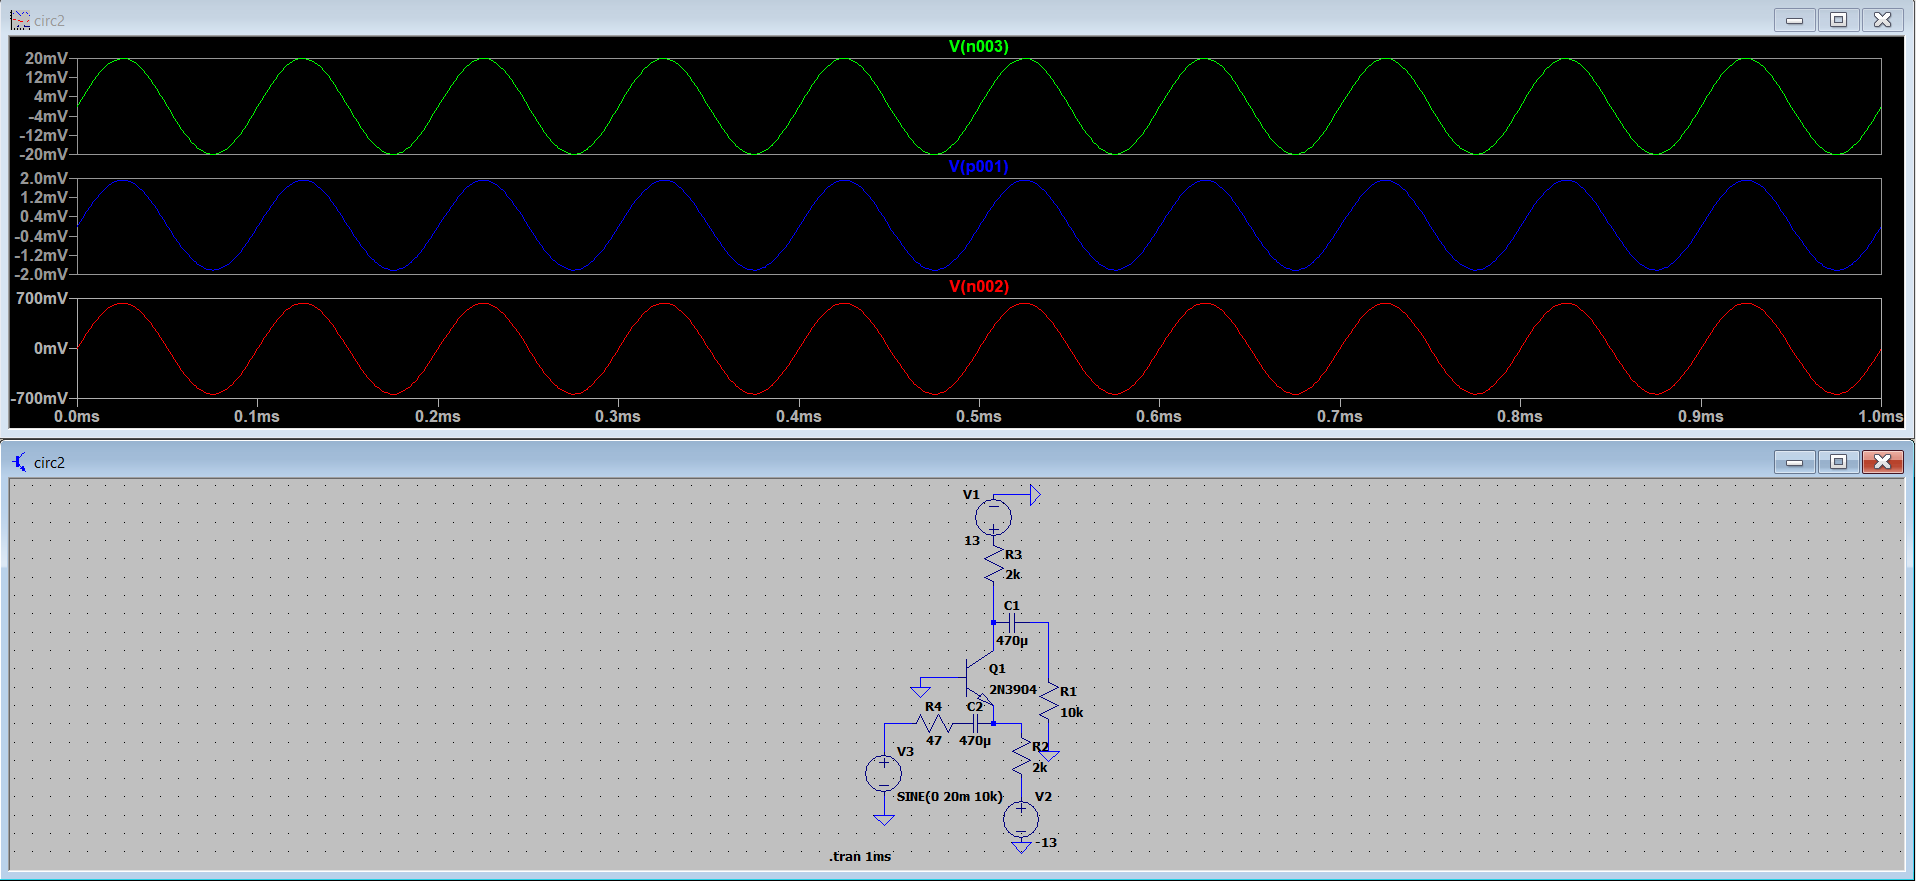 circ2
V(n003)
20mV
12mV
4mV
-4mV
-12mV
-20mV
V(p001)
2.0mV
1.2mV
0.4mV
-0.4mV
-1.2mV
-2.0mV
V(n002)
700mV
0mV
-700mV
0.0ms 0.1ms 0.2ms 0.3ms 0.4ms 0.5ms 0.6ms 0.7ms 0.8ms 0.9ms 1.0ms
circ2
V1
13
R3
2k
C1
470µ
Q1
2N3904
R1
10k
R4
47
C2
470µ
R2
2k
V3
SINE(0 20m 10k)
V2
-13
.tran 1ms